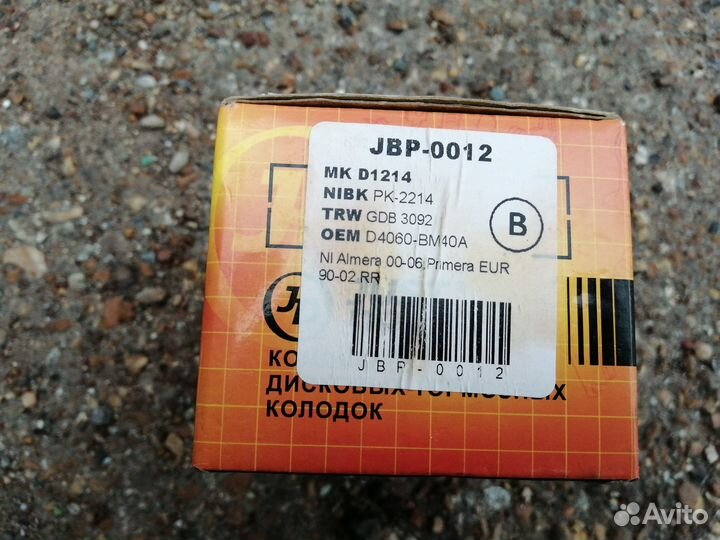 JBP-0012
MK D1214
NIBK PK-2214
TRW GDB 3092
OEM D4060-BM40A
B
NI Almera 00-06,Primera EUR
90-02 RR
JBP-0012
ДИСКОВЫХ ТОРМОЗНЫХ
КОЛОДОК
Avito